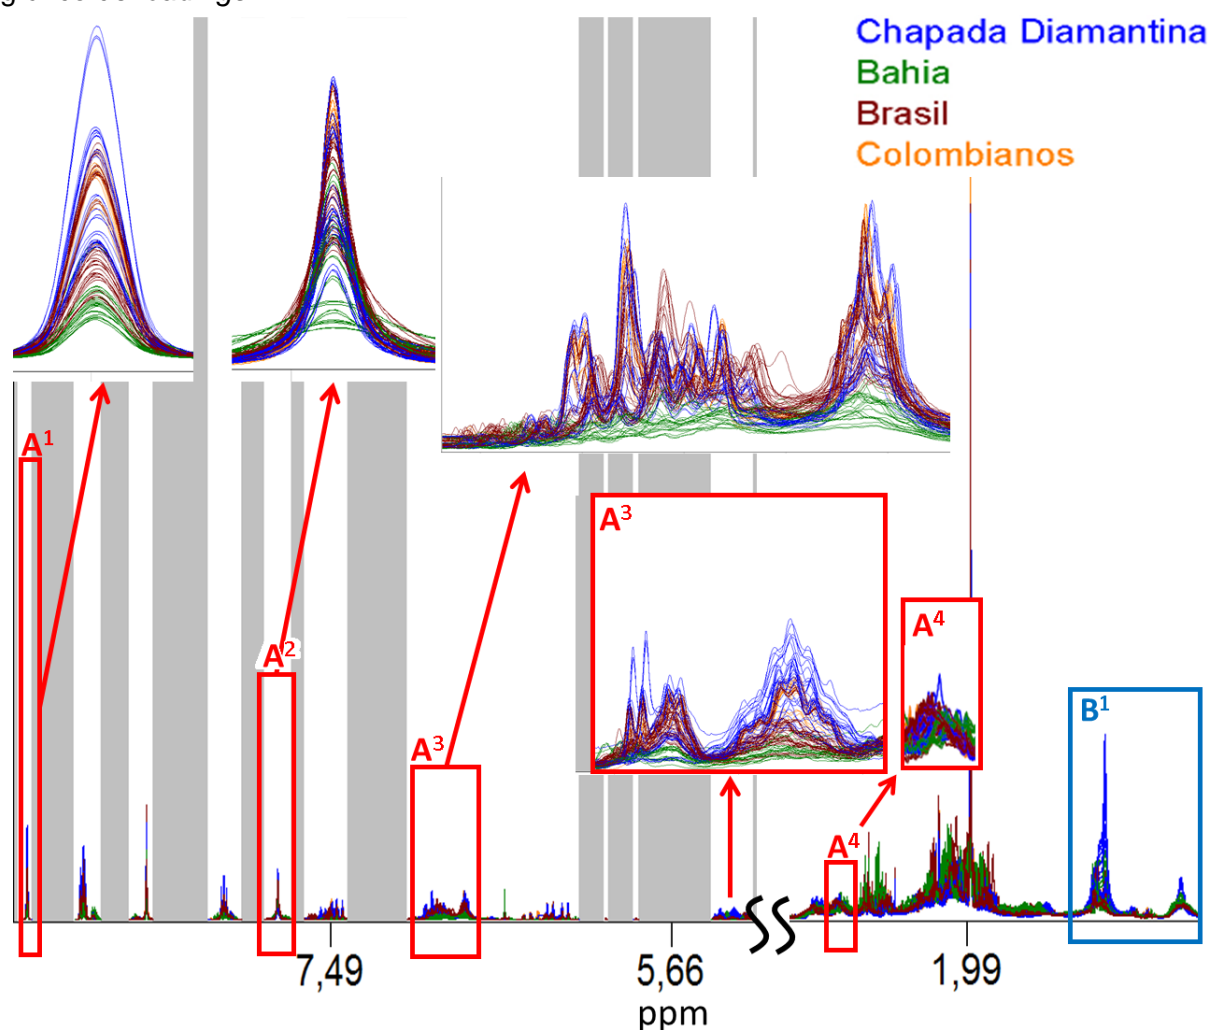 Chapada Diamantina
Bahia
Brasil
Colombianos
A¹
A³
A²
A³
A⁴
A⁴
B¹
7,49
5,66
1,99
ppm